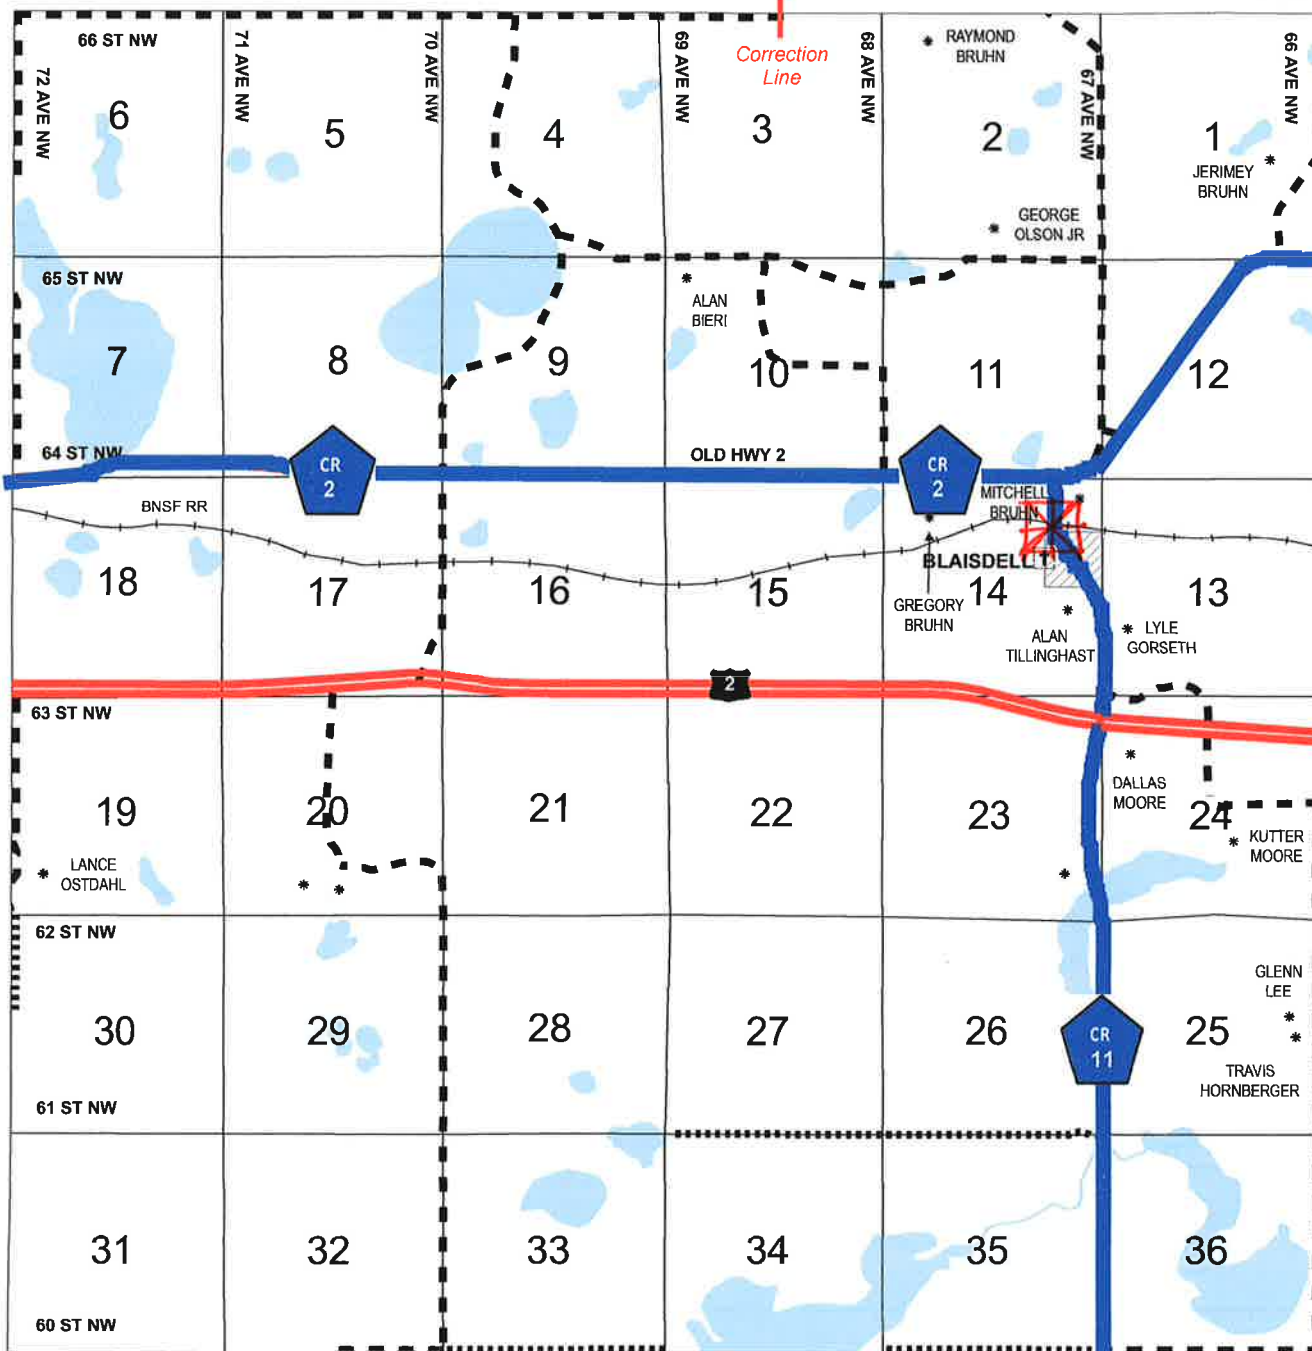 66 ST NW
72 AVE NW
71 AVE NW
70 AVE NW
69 AVE NW
68 AVE NW
67 AVE NW
66 AVE NW
Correction
Line
RAYMOND
BRUHN
6
5
4
3
2
1
JERIMEY
BRUHN
GEORGE
OLSON JR
65 ST NW
ALAN
BIERI
7
8
9
10
11
12
64 ST NW
CR
2
OLD HWY 2
CR
2
BNSF RR
MITCHELL
BRUHN
BLAISDELL
18
17
16
15
14
13
GREGORY
BRUHN
ALAN
TILLINGHAST
LYLE
GORSETH
2
63 ST NW
DALLAS
MOORE
19
20
21
22
23
24
KUTTER
MOORE
LANCE
OSTDAHL
62 ST NW
GLENN
LEE
30
29
28
27
26
CR
11
25
TRAVIS
HORNBERGER
61 ST NW
31
32
33
34
35
36
60 ST NW